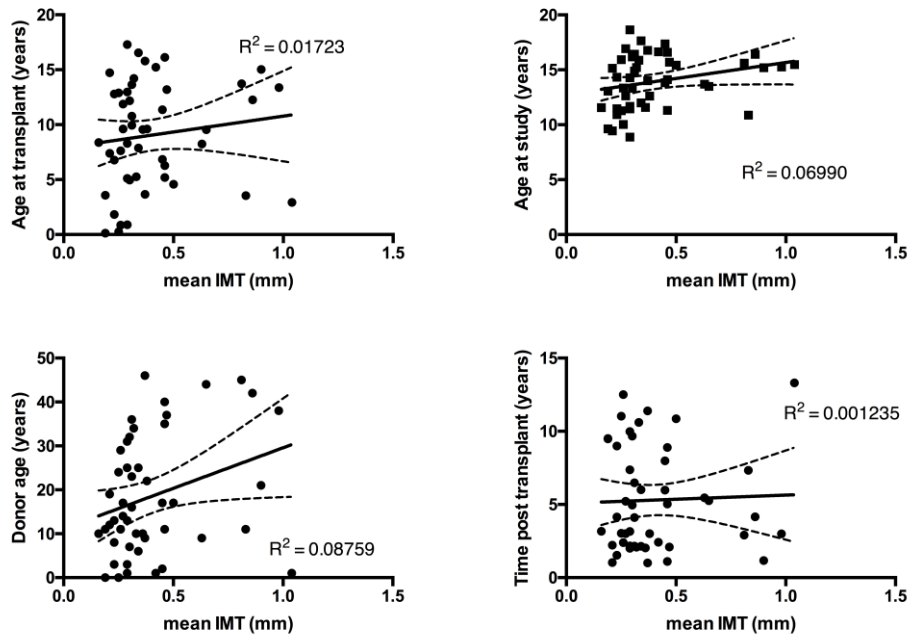 20
15
10
5
0
Age at transplant (years)
R² = 0.01723
0.0 0.5 1.0 1.5
mean IMT (mm)
20
15
10
5
0
Age at study (years)
R² = 0.06990
0.0 0.5 1.0 1.5
mean IMT (mm)
50
40
30
20
10
0
Donor age (years)
R² = 0.08759
0.0 0.5 1.0 1.5
mean IMT (mm)
15
10
5
0
Time post transplant (years)
R² = 0.001235
0.0 0.5 1.0 1.5
mean IMT (mm)